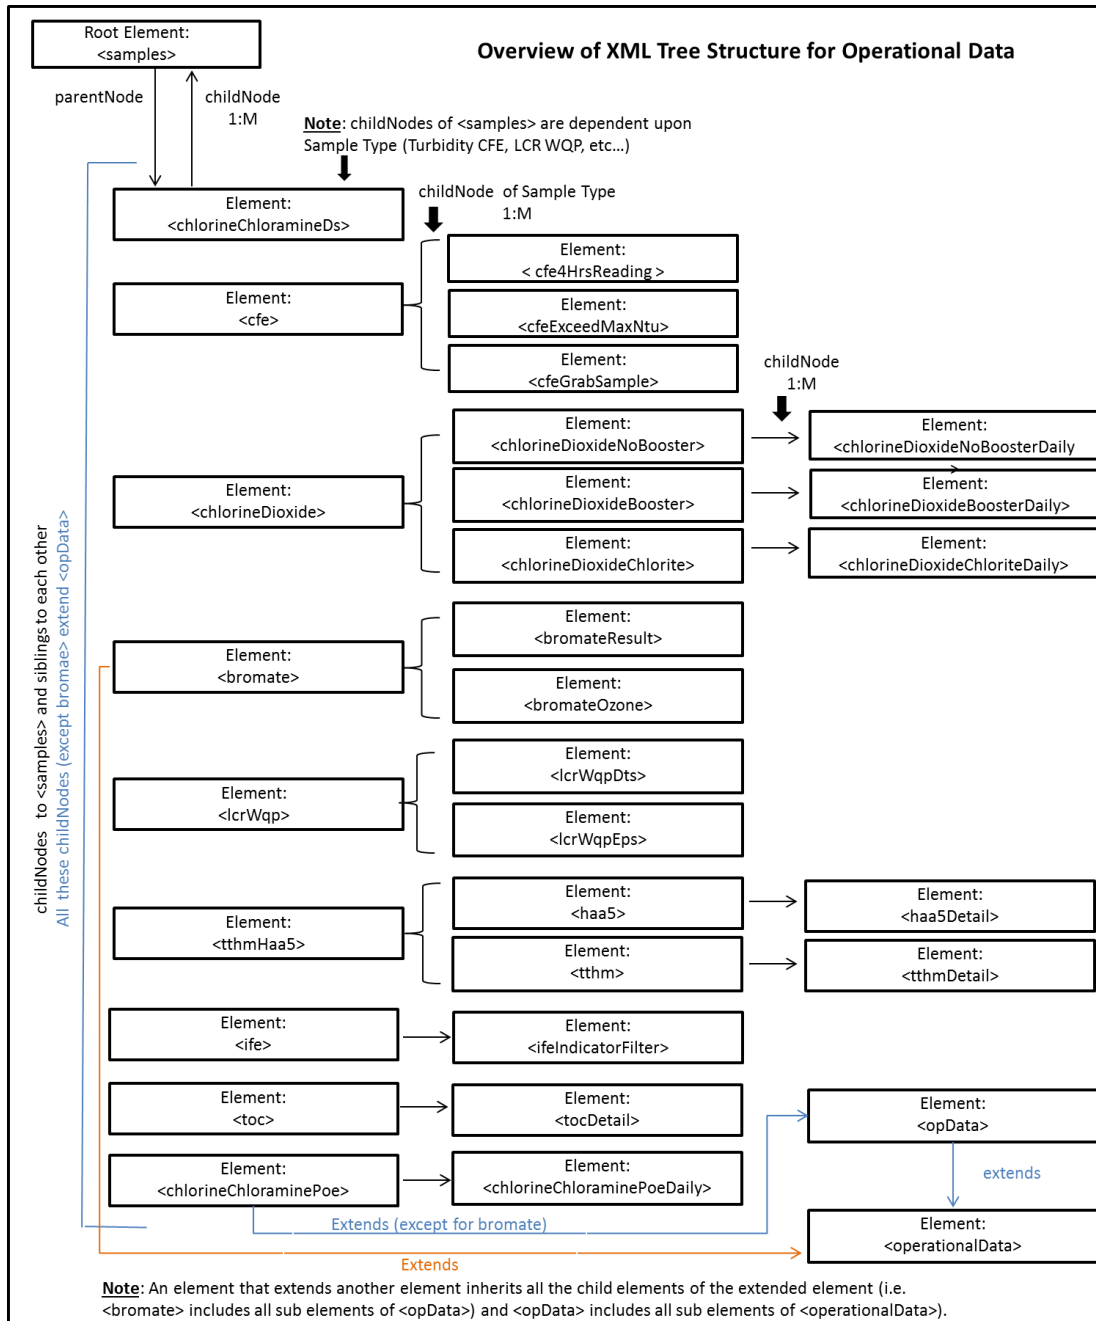 Root Element:
<samples>
Overview of XML Tree Structure for Operational Data
parentNode
childNode
1:M
Note: childNodes of <samples> are dependent upon
Sample Type (Turbidity CFE, LCR WQP, etc...)
childNode of Sample Type
1:M
Element:
<chlorineChloramineDs>
Element:
< cfe4HrsReading >
Element:
<cfe>
Element:
<cfeExceedMaxNtu>
Element:
<cfeGrabSample>
childNode
1:M
Element:
<chlorineDioxideNoBooster>
Element:
<chlorineDioxideNoBoosterDaily
>
Element:
<chlorineDioxide>
Element:
<chlorineDioxideBooster>
Element:
<chlorineDioxideBoosterDaily>
Element:
<chlorineDioxideChlorite>
Element:
<chlorineDioxideChloriteDaily>
childNodes to <samples> and siblings to each other
All these childNodes (except bromae> extend <opData>
Element:
<bromate>
Element:
<bromateResult>
Element:
<bromateOzone>
Element:
<lcrWqp>
Element:
<lcrWqpDts>
Element:
<lcrWqpEps>
Element:
<tthmHaa5>
Element:
<haa5>
Element:
<haa5Detail>
Element:
<tthm>
Element:
<tthmDetail>
Element:
<ife>
Element:
<ifeIndicatorFilter>
Element:
<toc>
Element:
<tocDetail>
Element:
<opData>
Element:
<chlorineChloraminePoe>
Element:
<chlorineChloraminePoeDaily>
extends
Extends (except for bromate)
Element:
<operationalData>
Extends
Note: An element that extends another element inherits all the child elements of the extended element (i.e.
<bromate> includes all sub elements of <opData>) and <opData> includes all sub elements of <operationalData>).